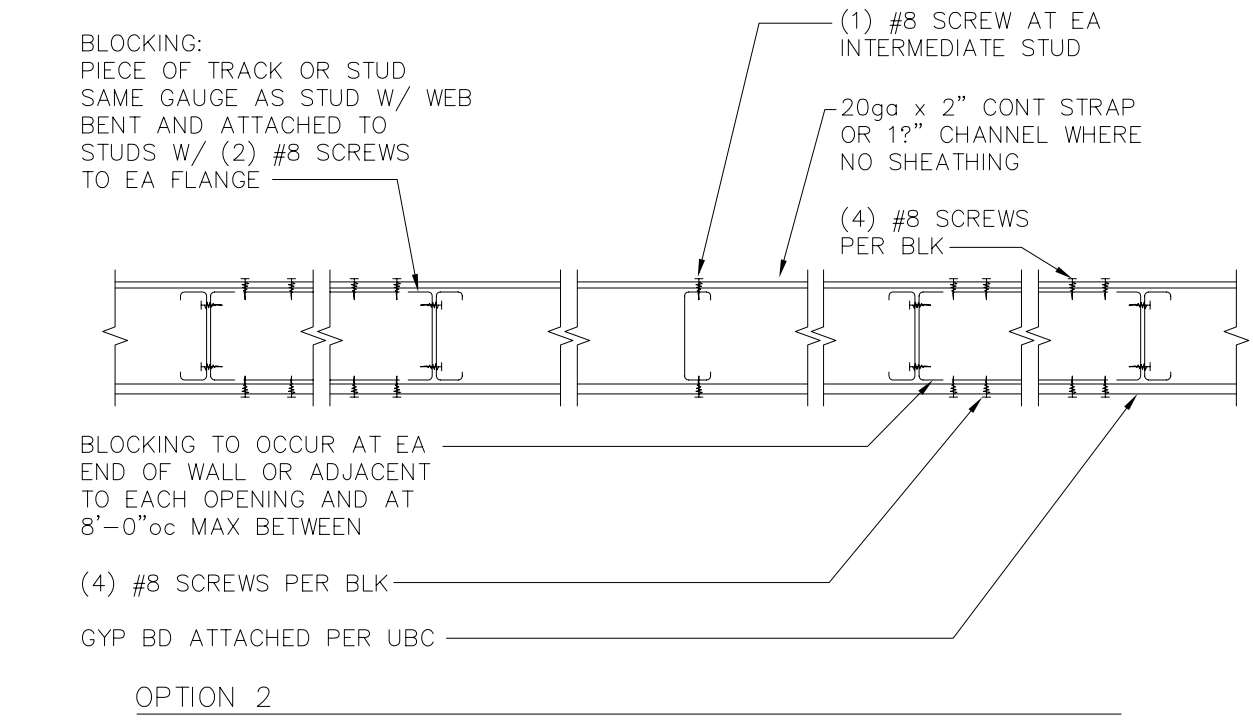 BLOCKING:
PIECE OF TRACK OR STUD
SAME GAUGE AS STUD W/ WEB
BENT AND ATTACHED TO
STUDS W/ (2) #8 SCREWS
TO EA FLANGE
(1) #8 SCREW AT EA
INTERMEDIATE STUD
20ga x 2" CONT STRAP
OR 1?" CHANNEL WHERE
NO SHEATHING
(4) #8 SCREWS
PER BLK
BLOCKING TO OCCUR AT EA
END OF WALL OR ADJACENT
TO EACH OPENING AND AT
8'-0"oc MAX BETWEEN
(4) #8 SCREWS PER BLK
GYP BD ATTACHED PER UBC
OPTION 2